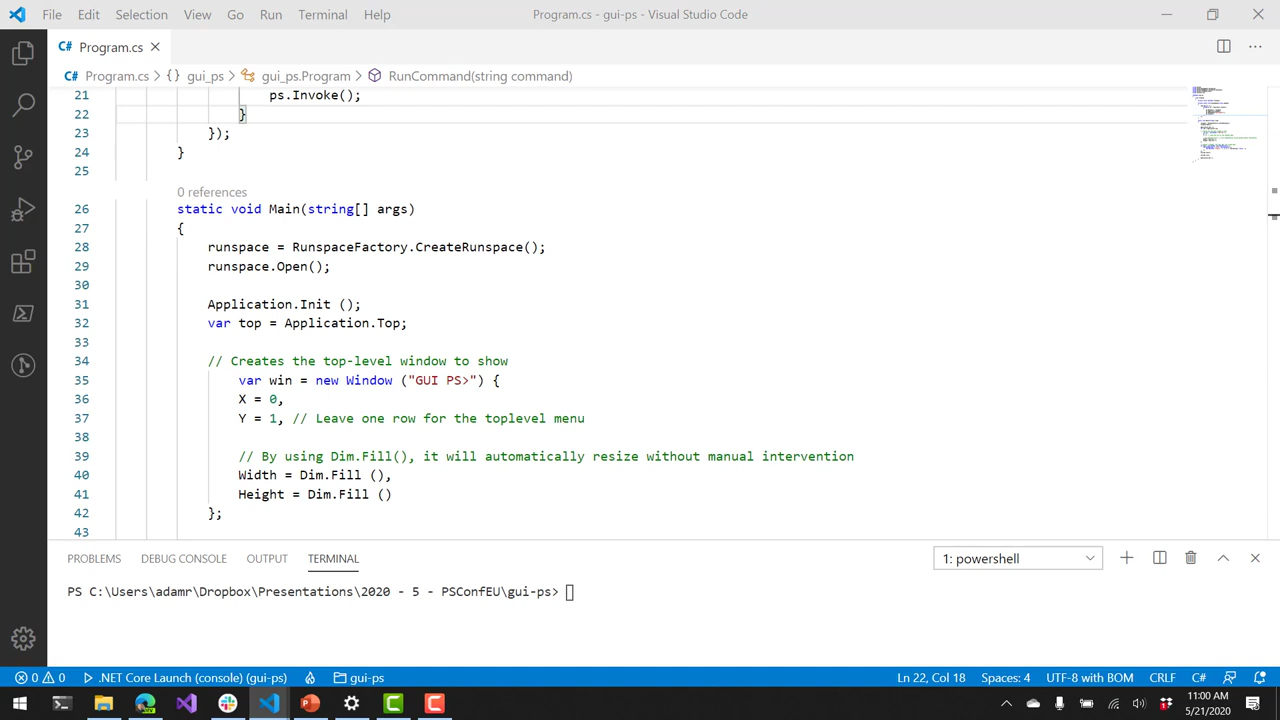 File Edit Selection View Go Run Terminal Help Program.cs - gui-ps - Visual Studio Code
C# Program.cs
C# Program.cs > {} gui_ps > gui_ps.Program > RunCommand(string command)
21 ps.Invoke();
22 }
23 });
24 }
25
0 references
26 static void Main(string[] args)
27 {
28 runspace = RunspaceFactory.CreateRunspace();
29 runspace.Open();
30
31 Application.Init ();
32 var top = Application.Top;
33
34 // Creates the top-level window to show
35 var win = new Window ("GUI PS>") {
36 X = 0,
37 Y = 1, // Leave one row for the toplevel menu
38
39 // By using Dim.Fill(), it will automatically resize without manual intervention
40 Width = Dim.Fill (),
41 Height = Dim.Fill ()
42 };
43
PROBLEMS DEBUG CONSOLE OUTPUT TERMINAL 1: powershell
PS C:\Users\adamr\Dropbox\Presentations\2020 - 5 - PSConfEU\gui-ps>
0 0 .NET Core Launch (console) (gui-ps) gui-ps Ln 22, Col 18 Spaces: 4 UTF-8 with BOM CRLF C#
11:00 AM
5/21/2020